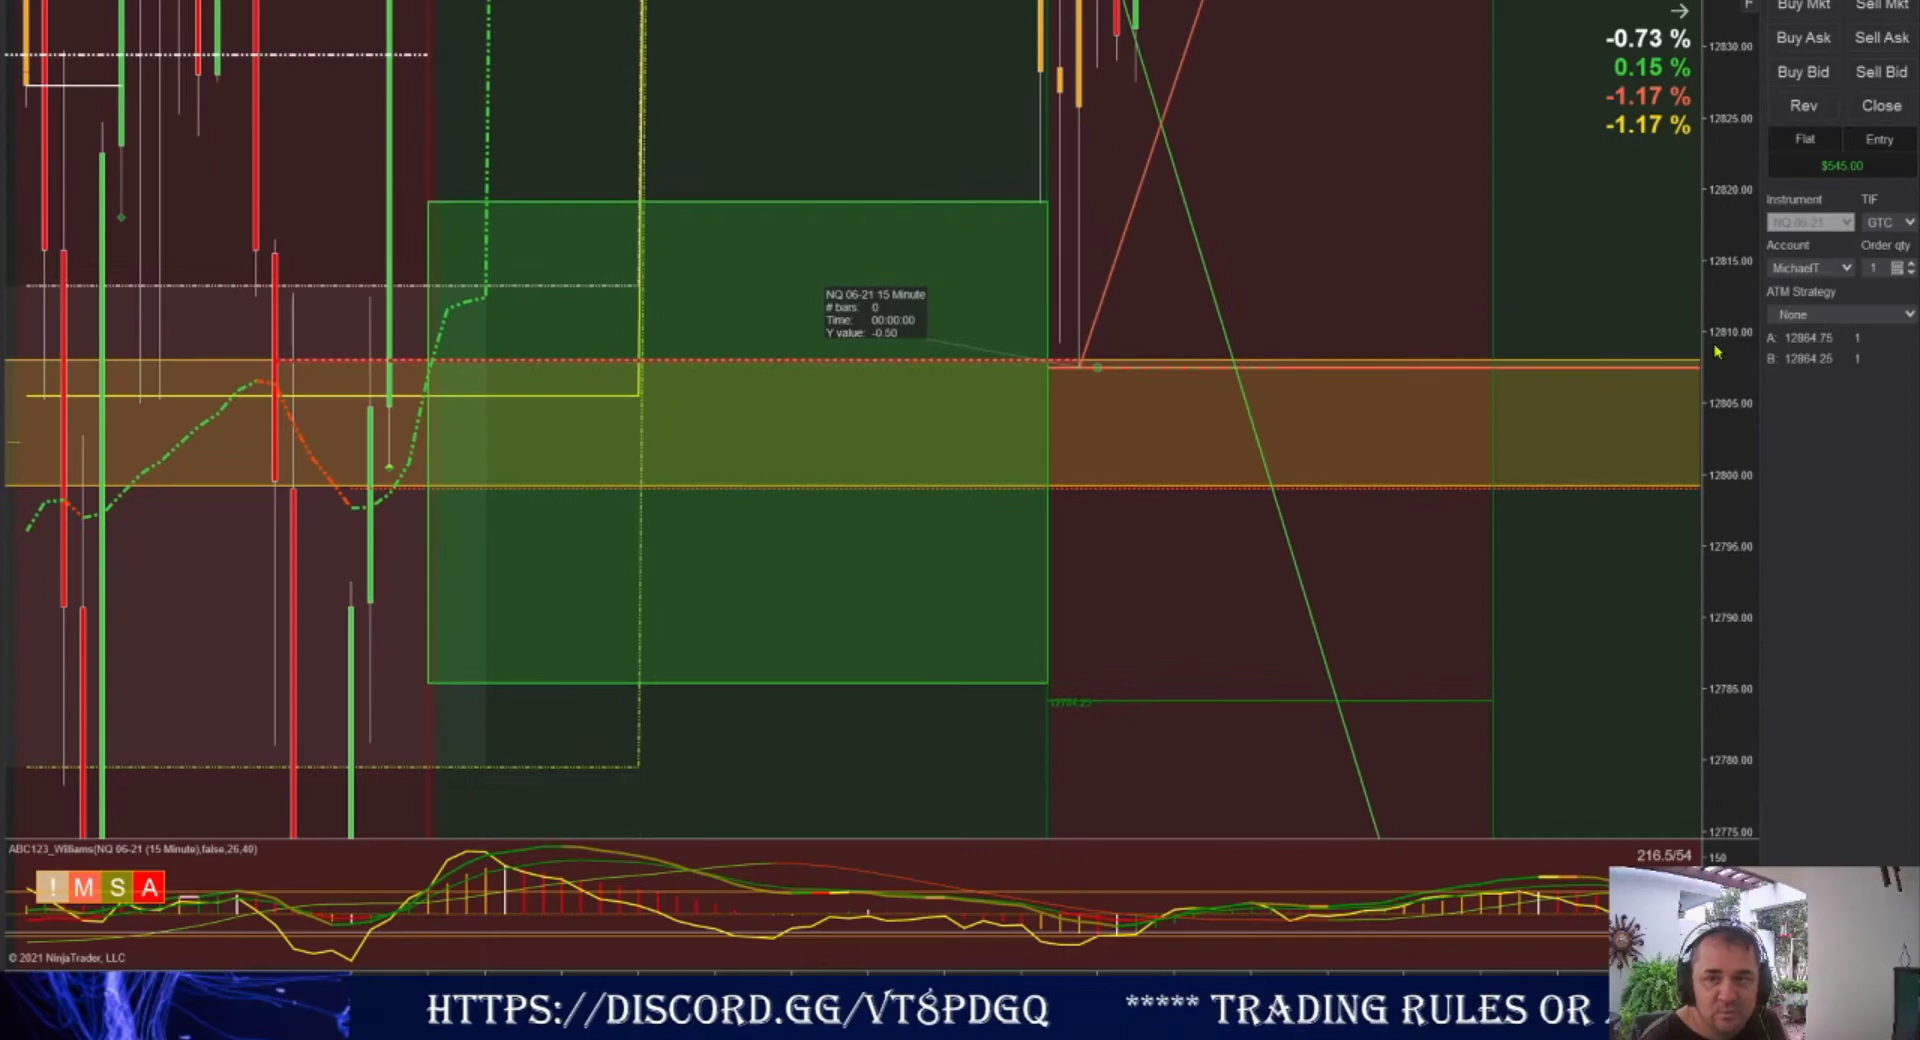 →
F
Buy Mkt Sell Mkt
-0.73 %
Buy Ask Sell Ask
0.15 %
Buy Bid Sell Bid
-1.17 %
Rev Close
-1.17 %
Flat Entry
$545.00
Instrument TIF
NQ 06-21 GTC
Account Order qty
MichaelT 1
ATM Strategy
None
A: 12864.75 1
B: 12864.25 1
12830.00
12825.00
12820.00
12815.00
12810.00
12805.00
12800.00
12795.00
12790.00
12785.00
12780.00
12775.00
NQ 06-21 15 Minute
# bars: 0
Time: 00:00:00
Y value: -0.50
12784.25
ABC123_Williams(NQ 06-21 (15 Minute),false,26,40)
216.5/54
150
! M S A
© 2021 NinjaTrader, LLC
HTTPS://DISCORD.GG/VT8PDGQ ***** TRADING RULES OR